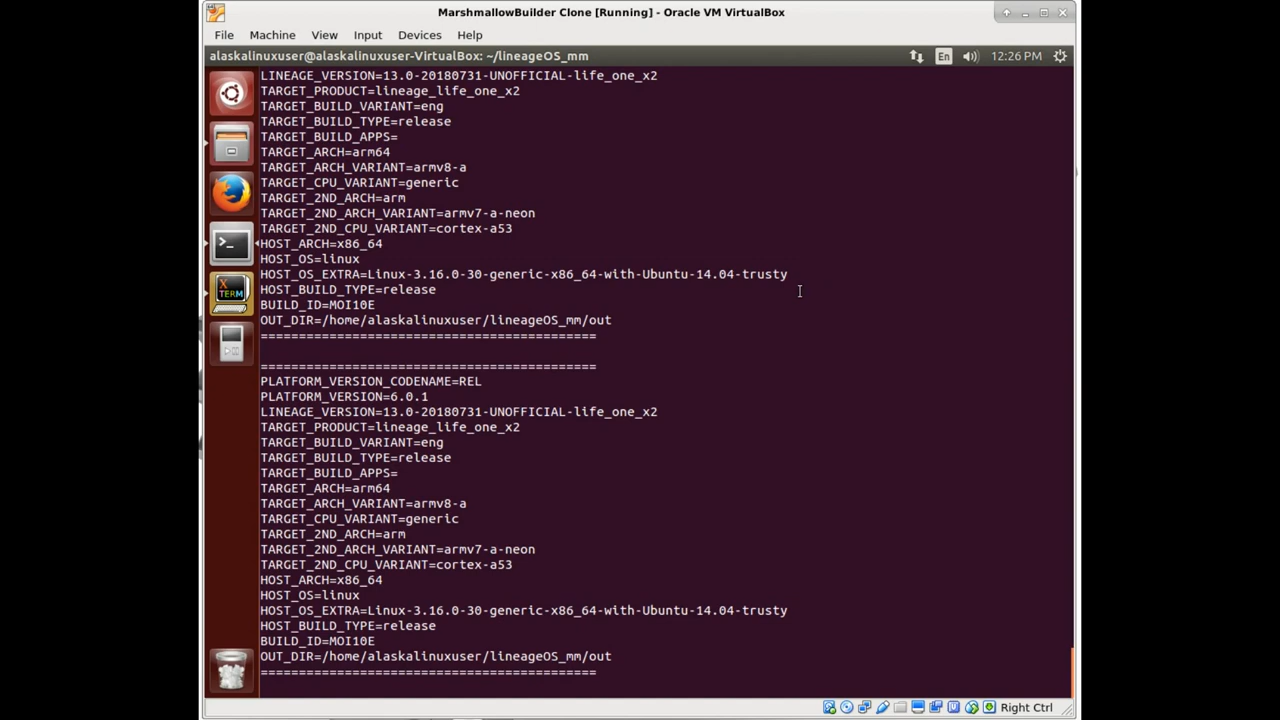 MarshmallowBuilder Clone [Running] - Oracle VM VirtualBox
File Machine View Input Devices Help
alaskalinuxuser@alaskalinuxuser-VirtualBox: ~/lineageOS_mm En 12:26 PM
LINEAGE_VERSION=13.0-20180731-UNOFFICIAL-life_one_x2
TARGET_PRODUCT=lineage_life_one_x2
TARGET_BUILD_VARIANT=eng
TARGET_BUILD_TYPE=release
TARGET_BUILD_APPS=
TARGET_ARCH=arm64
TARGET_ARCH_VARIANT=armv8-a
TARGET_CPU_VARIANT=generic
TARGET_2ND_ARCH=arm
TARGET_2ND_ARCH_VARIANT=armv7-a-neon
TARGET_2ND_CPU_VARIANT=cortex-a53
HOST_ARCH=x86_64
HOST_OS=linux
HOST_OS_EXTRA=Linux-3.16.0-30-generic-x86_64-with-Ubuntu-14.04-trusty
HOST_BUILD_TYPE=release
BUILD_ID=MOI10E
OUT_DIR=/home/alaskalinuxuser/lineageOS_mm/out
============================================
============================================
PLATFORM_VERSION_CODENAME=REL
PLATFORM_VERSION=6.0.1
LINEAGE_VERSION=13.0-20180731-UNOFFICIAL-life_one_x2
TARGET_PRODUCT=lineage_life_one_x2
TARGET_BUILD_VARIANT=eng
TARGET_BUILD_TYPE=release
TARGET_BUILD_APPS=
TARGET_ARCH=arm64
TARGET_ARCH_VARIANT=armv8-a
TARGET_CPU_VARIANT=generic
TARGET_2ND_ARCH=arm
TARGET_2ND_ARCH_VARIANT=armv7-a-neon
TARGET_2ND_CPU_VARIANT=cortex-a53
HOST_ARCH=x86_64
HOST_OS=linux
HOST_OS_EXTRA=Linux-3.16.0-30-generic-x86_64-with-Ubuntu-14.04-trusty
HOST_BUILD_TYPE=release
BUILD_ID=MOI10E
OUT_DIR=/home/alaskalinuxuser/lineageOS_mm/out
============================================
X TERM
Right Ctrl